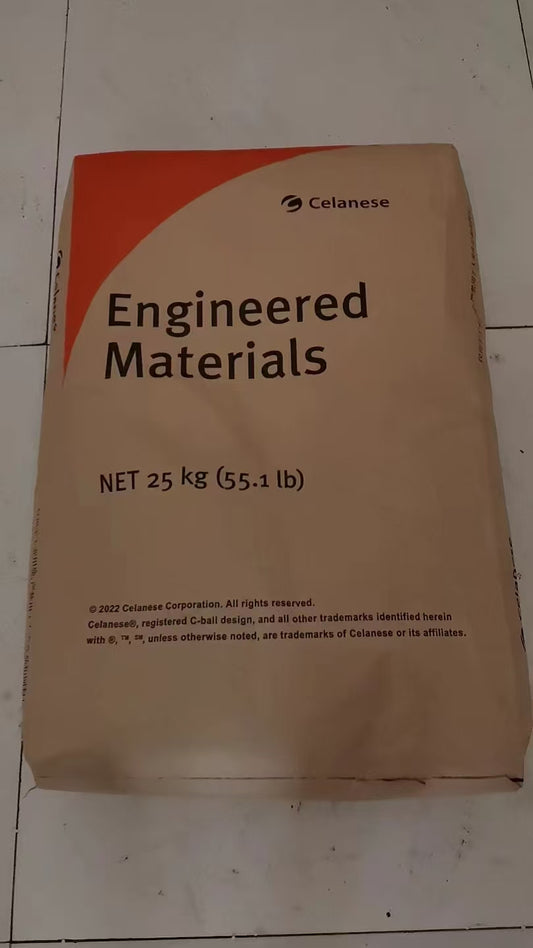 Celanese
Engineered
Materials
NET 25 kg (55.1 lb)
© 2022 Celanese Corporation. All rights reserved.
Celanese®, registered C-ball design, and all other trademarks identified herein
with ®, ™, ℠, unless otherwise noted, are trademarks of Celanese or its affiliates.